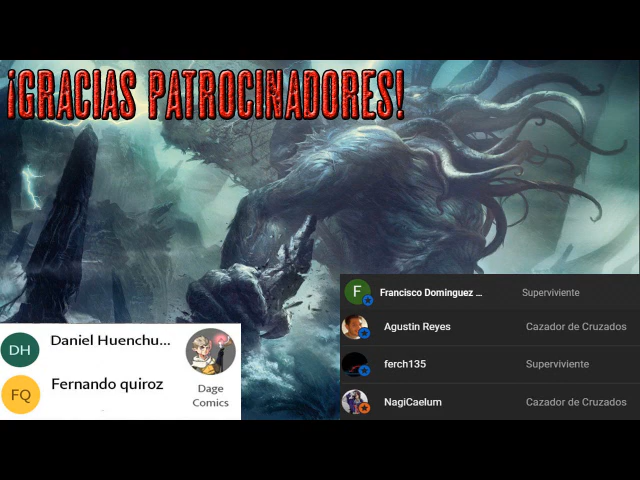 ¡GRACIAS PATROCINADORES!
F
Francisco Dominguez ...
Superviviente
Agustin Reyes
Cazador de Cruzados
ferch135
Superviviente
NagiCaelum
Cazador de Cruzados
DH
Daniel Huenchu...
FQ
Fernando quiroz
Dage
Comics